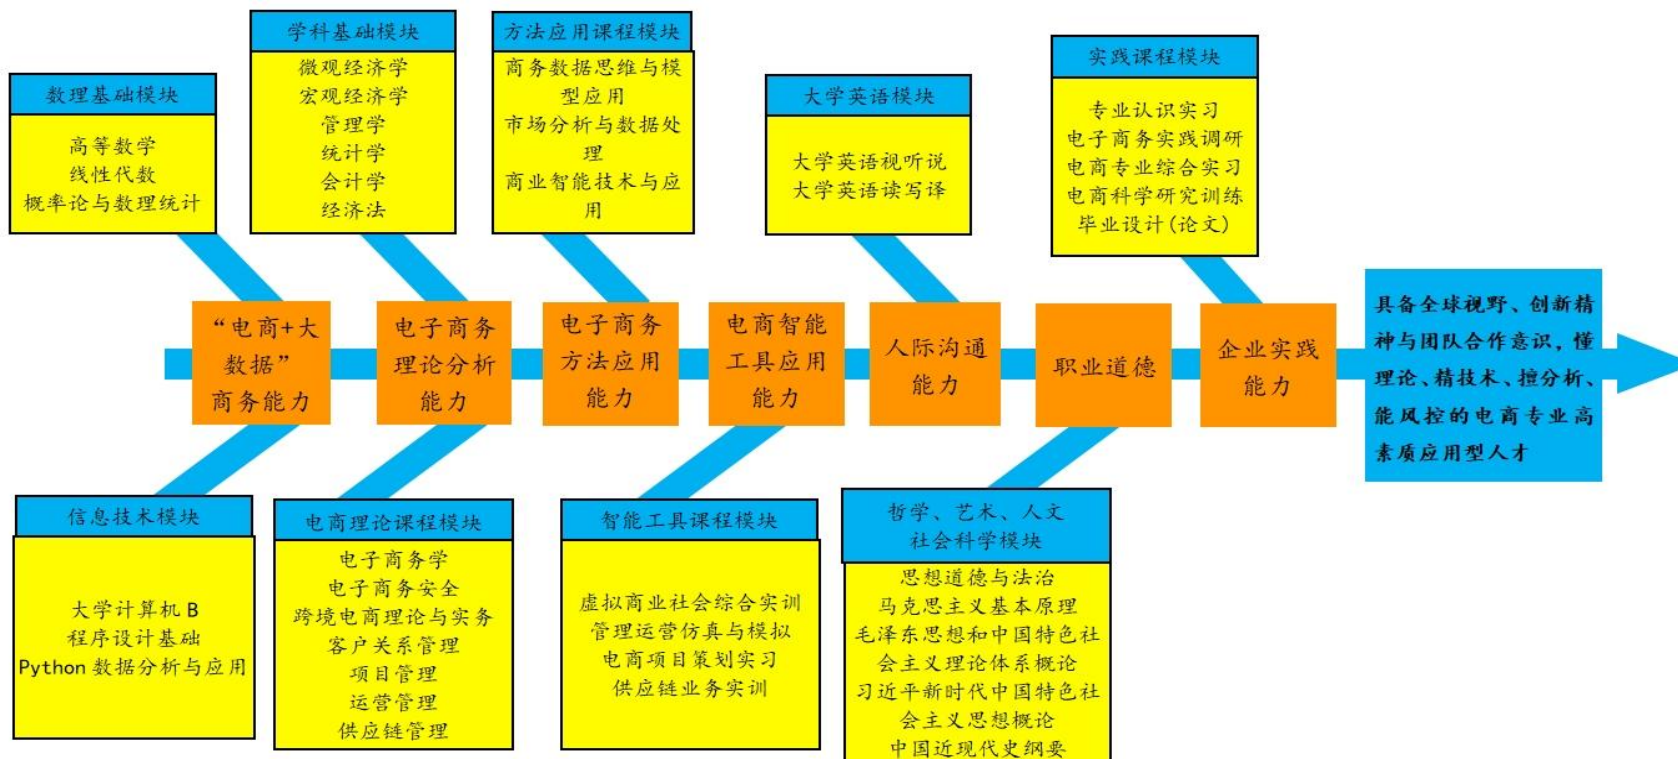 数理基础模块
高等数学
线性代数
概率论与数理统计
学科基础模块
微观经济学
宏观经济学
管理学
统计学
会计学
经济法
方法应用课程模块
商务数据思维与模
型应用
市场分析与数据处
理
商业智能技术与应
用
大学英语模块
大学英语视听说
大学英语读写译
实践课程模块
专业认识实习
电子商务实践调研
电商专业综合实习
电商科学研究训练
毕业设计(论文)
“电商+大
数据”
商务能力
电子商务
理论分析
能力
电子商务
方法应用
能力
电商智能
工具应用
能力
人际沟通
能力
职业道德
企业实践
能力
具备全球视野、创新精
神与团队合作意识，懂
理论、精技术、擅分析、
能风控的电商专业高
素质应用型人才
信息技术模块
大学计算机 B
程序设计基础
Python 数据分析与应用
电商理论课程模块
电子商务学
电子商务安全
跨境电商理论与实务
客户关系管理
项目管理
运营管理
供应链管理
智能工具课程模块
虚拟商业社会综合实训
管理运营仿真与模拟
电商项目策划实习
供应链业务实训
哲学、艺术、人文
社会科学模块
思想道德与法治
马克思主义基本原理
毛泽东思想和中国特色社
会主义理论体系概论
习近平新时代中国特色社
会主义思想概论
中国近现代史纲要